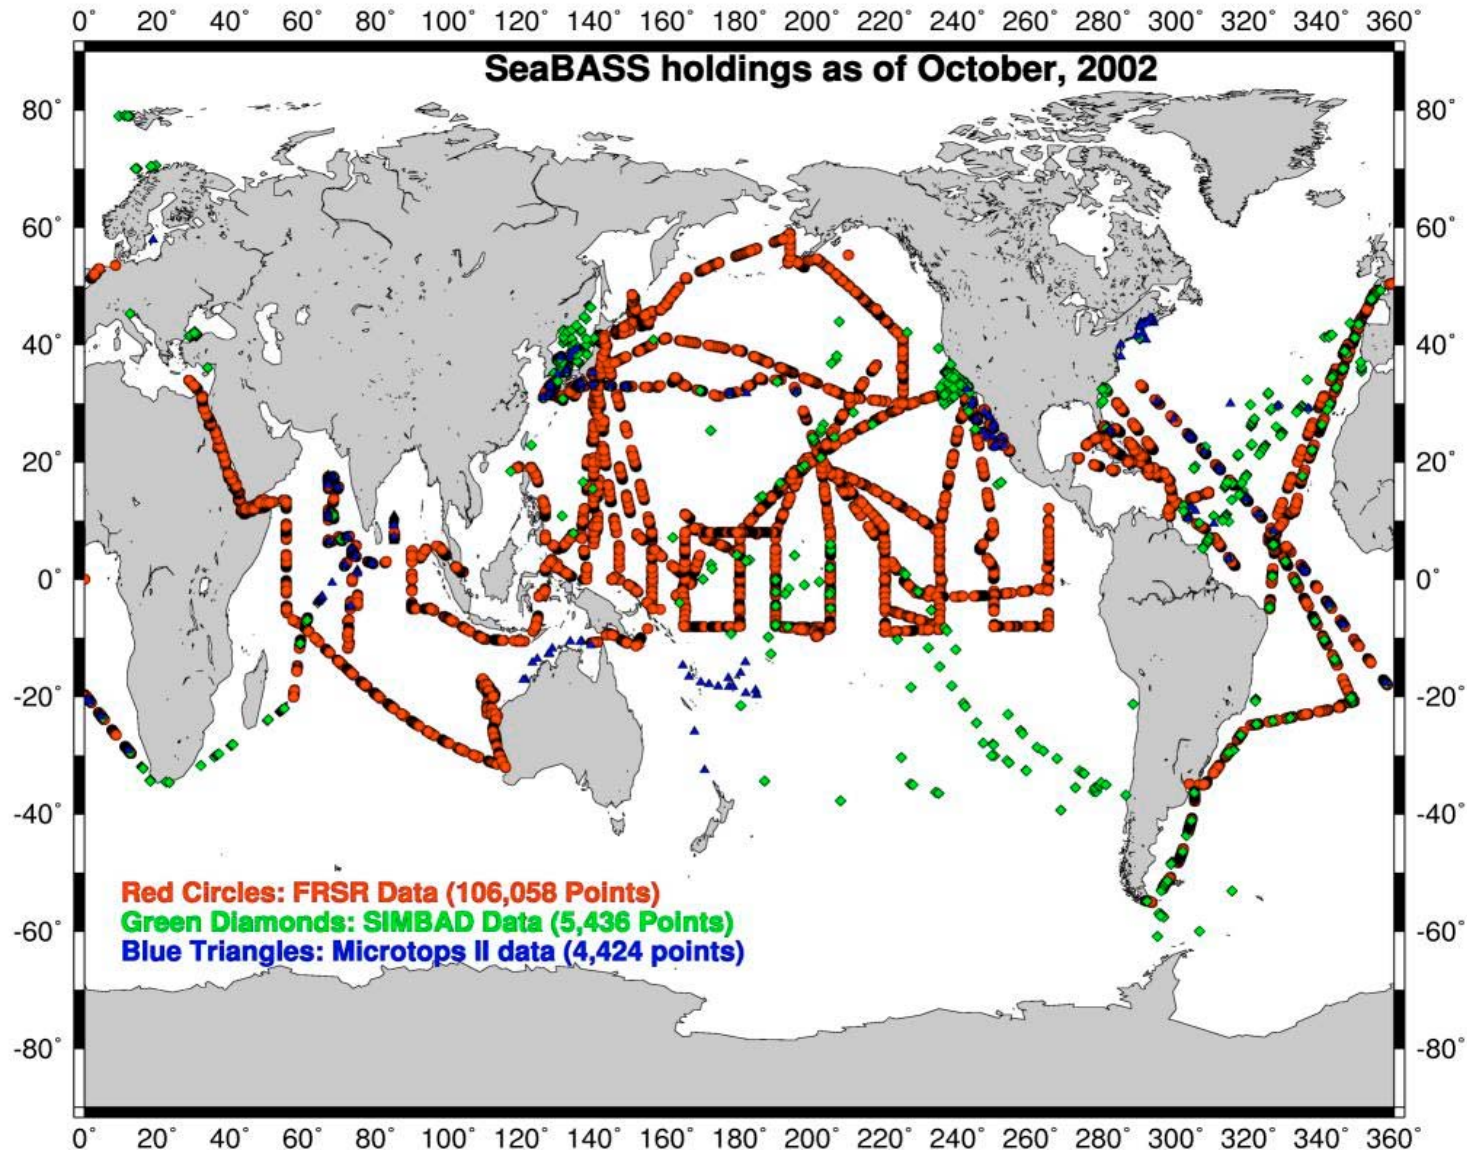 0° 20° 40° 60° 80° 100° 120° 140° 160° 180° 200° 220° 240° 260° 280° 300° 320° 340° 360°
SeaBASS holdings as of October, 2002
80° 80°
60° 60°
40° 40°
20° 20°
0° 0°
-20° -20°
-40° -40°
Red Circles: FRSR Data (106,058 Points)
Green Diamonds: SIMBAD Data (5,436 Points)
-60° -60°
Blue Triangles: Microtops II data (4,424 points)
-80° -80°
0° 20° 40° 60° 80° 100° 120° 140° 160° 180° 200° 220° 240° 260° 280° 300° 320° 340° 360°